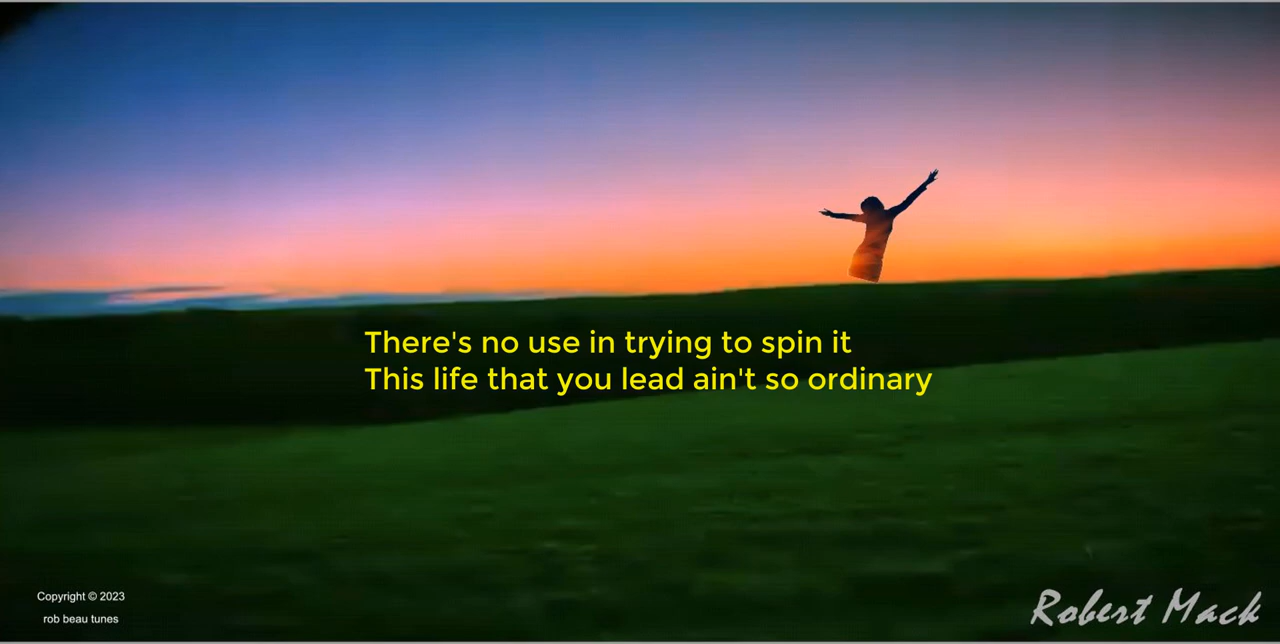 There's no use in trying to spin it
This life that you lead ain't so ordinary
Copyright © 2023
rob beau tunes
Robert Mack